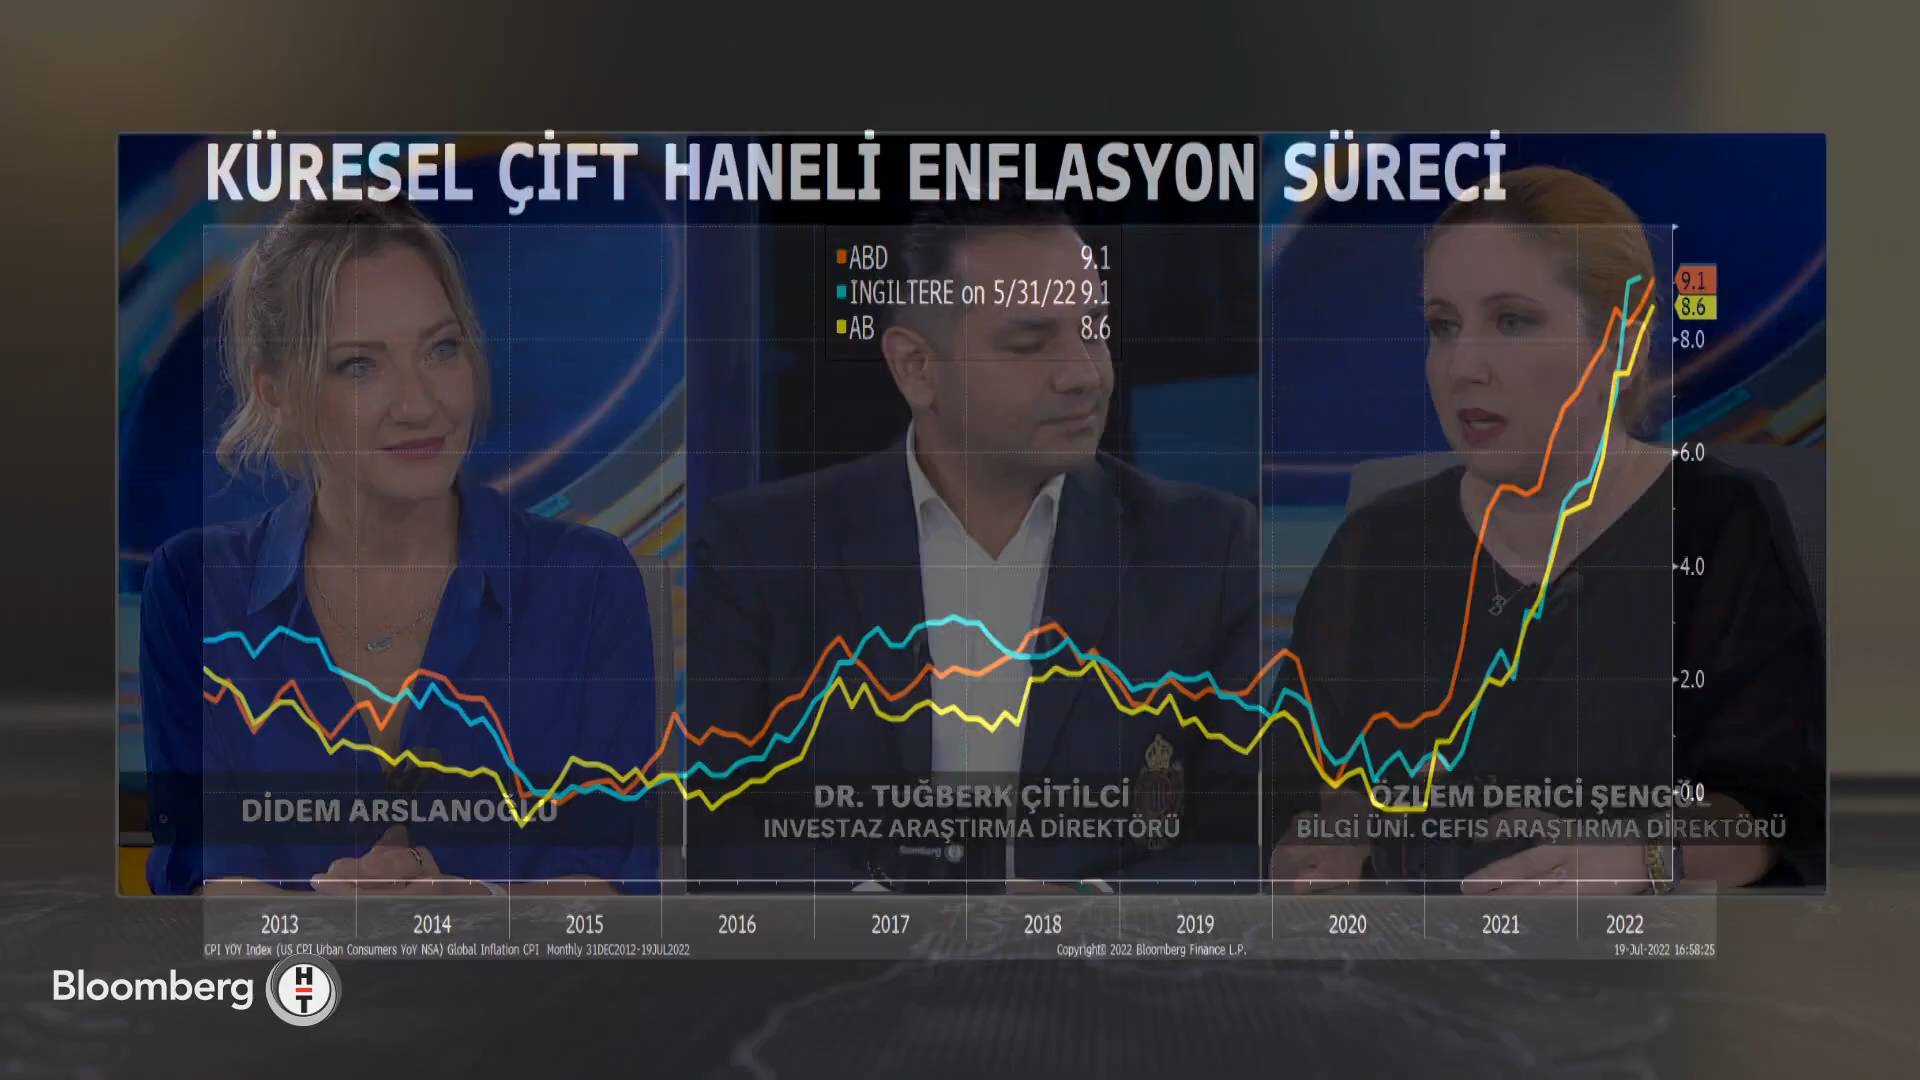 KÜRESEL ÇİFT HANELİ ENFLASYON SÜRECİ
ABD 9.1
INGILTERE on 5/31/22 9.1
AB 8.6
9.1
8.6
8.0
6.0
4.0
2.0
0.0
DİDEM ARSLANOĞLU
DR. TUĞBERK ÇİTİLCİ
INVESTAZ ARAŞTIRMA DİREKTÖRÜ
ÖZLEM DERİCİ ŞENGÜL
BİLGİ ÜNİ. CEFIS ARAŞTIRMA DİREKTÖRÜ
Bloomberg HT
2013 2014 2015 2016 2017 2018 2019 2020 2021 2022
CPI YOY Index (US CPI Urban Consumers YoY NSA) Global Inflation CPI Monthly 31DEC2012-19JUL2022
Copyright© 2022 Bloomberg Finance L.P.
19-Jul-2022 16:58:25
Bloomberg HT